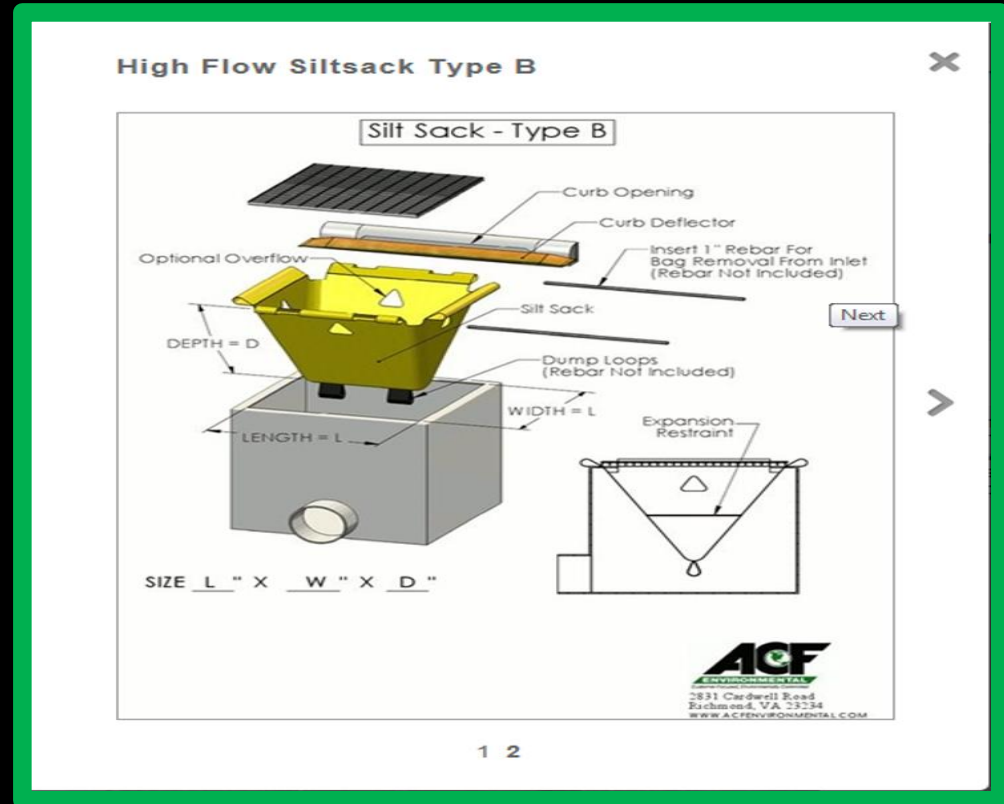 High Flow Siltsack Type B
Silt Sack - Type B
Curb Opening
Curb Deflector
Insert 1" Rebar For
Bag Removal From Inlet
(Rebar Not Included)
Optional Overflow
Silt Sack
Next
DEPTH = D
Dump Loops
(Rebar Not Included)
WIDTH = L
LENGTH = L
Expansion
Restraint
SIZE L " X W " X D "
ACF
ENVIRONMENTAL
2831 Cardwell Road
Richmond, VA 23234
WWW.ACFENVIRONMENTAL.COM
1 2